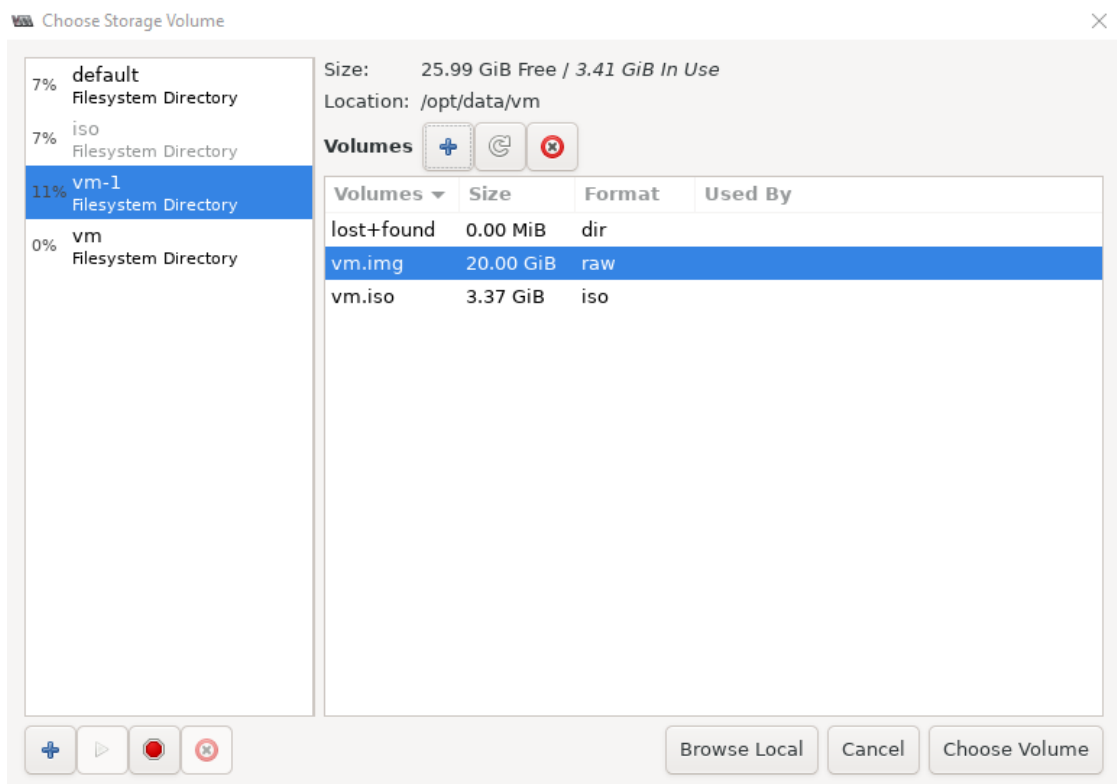 Choose Storage Volume
7% default
Filesystem Directory
7% iso
Filesystem Directory
11% vm-1
Filesystem Directory
0% vm
Filesystem Directory
Size: 25.99 GiB Free / 3.41 GiB In Use
Location: /opt/data/vm
Volumes
Volumes Size Format Used By
lost+found 0.00 MiB dir
vm.img 20.00 GiB raw
vm.iso 3.37 GiB iso
Browse Local Cancel Choose Volume